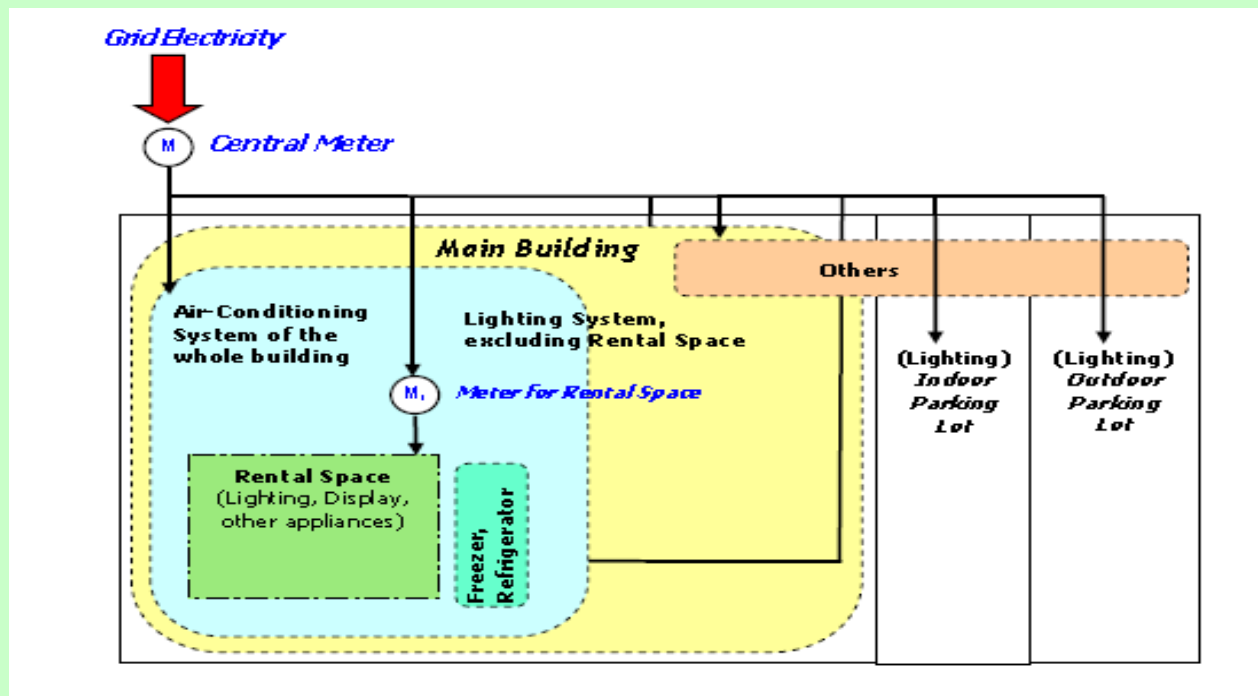 Grid Electricity
M
Central Meter
Main Building
Others
Air-Conditioning
System of the
whole building
Lighting System,
excluding Rental Space
(Lighting)
Indoor
Parking
Lot
(Lighting)
Outdoor
Parking
Lot
M₁
Meter for Rental Space
Rental Space
(Lighting, Display,
other appliances)
Freezer,
Refrigerator